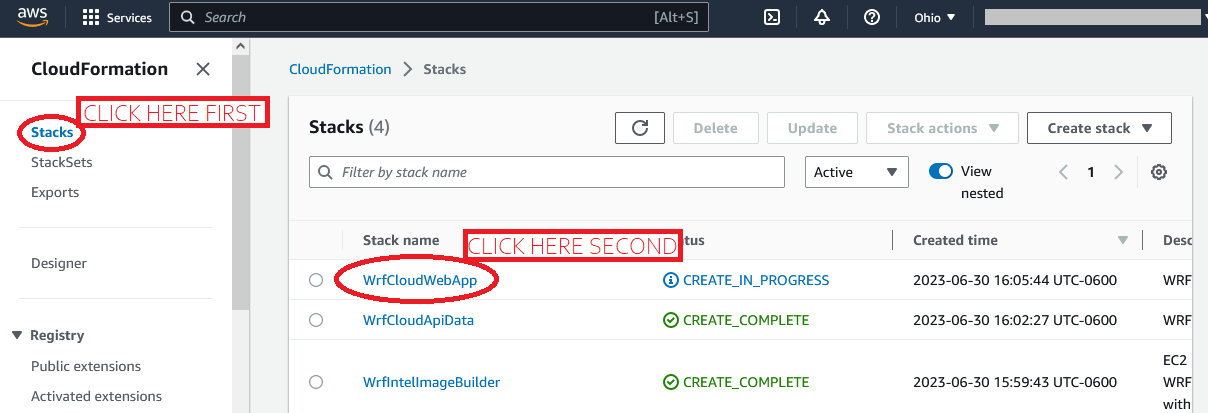 aws
Services
Search
[Alt+S]
Ohio
CloudFormation
CLICK HERE FIRST
Stacks
StackSets
Exports
Designer
Registry
Public extensions
Activated extensions
CloudFormation
Stacks
Stacks (4)
Delete
Update
Stack actions
Create stack
Filter by stack name
Active
View
nested
1
Stack name
CLICK HERE SECOND
tus
Created time
Desc
WrfCloudWebApp
CREATE_IN_PROGRESS
2023-06-30 16:05:44 UTC-0600
WRF
WrfCloudApiData
CREATE_COMPLETE
2023-06-30 16:02:27 UTC-0600
WRF
WrfIntelImageBuilder
CREATE_COMPLETE
2023-06-30 15:59:43 UTC-0600
EC2
WRF
with